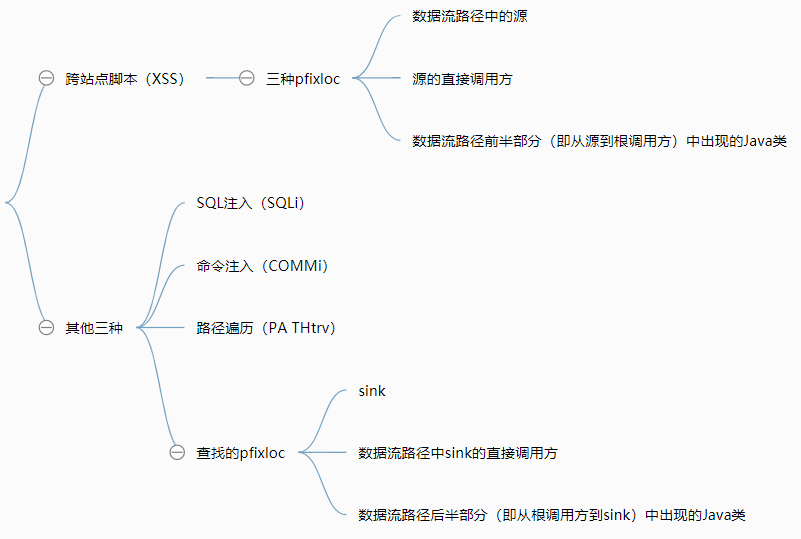 数据流路径中的源
跨站点脚本（XSS）
三种pfixloc
源的直接调用方
数据流路径前半部分（即从源到根调用方）中出现的Java类
SQL注入（SQLi）
命令注入（COMMi）
其他三种
路径遍历（PA THtrv）
sink
查找的pfixloc
数据流路径中sink的直接调用方
数据流路径后半部分（即从根调用方到sink）中出现的Java类